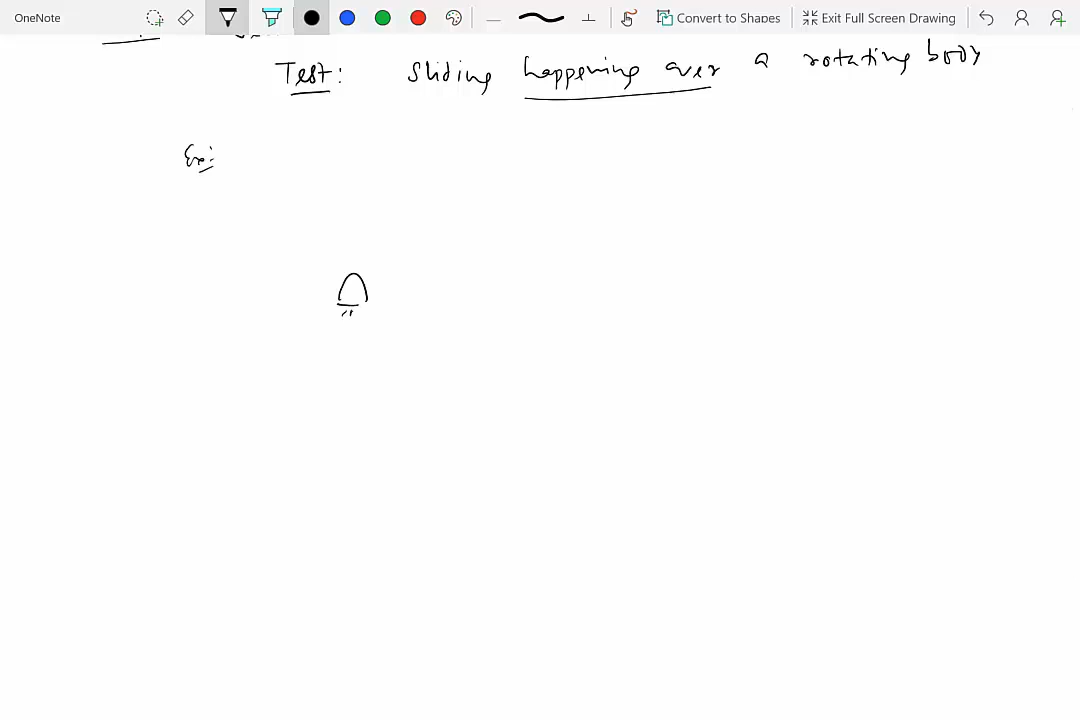 OneNote
Convert to Shapes
Exit Full Screen Drawing
Test: Sliding happening over a rotating body
Ex: